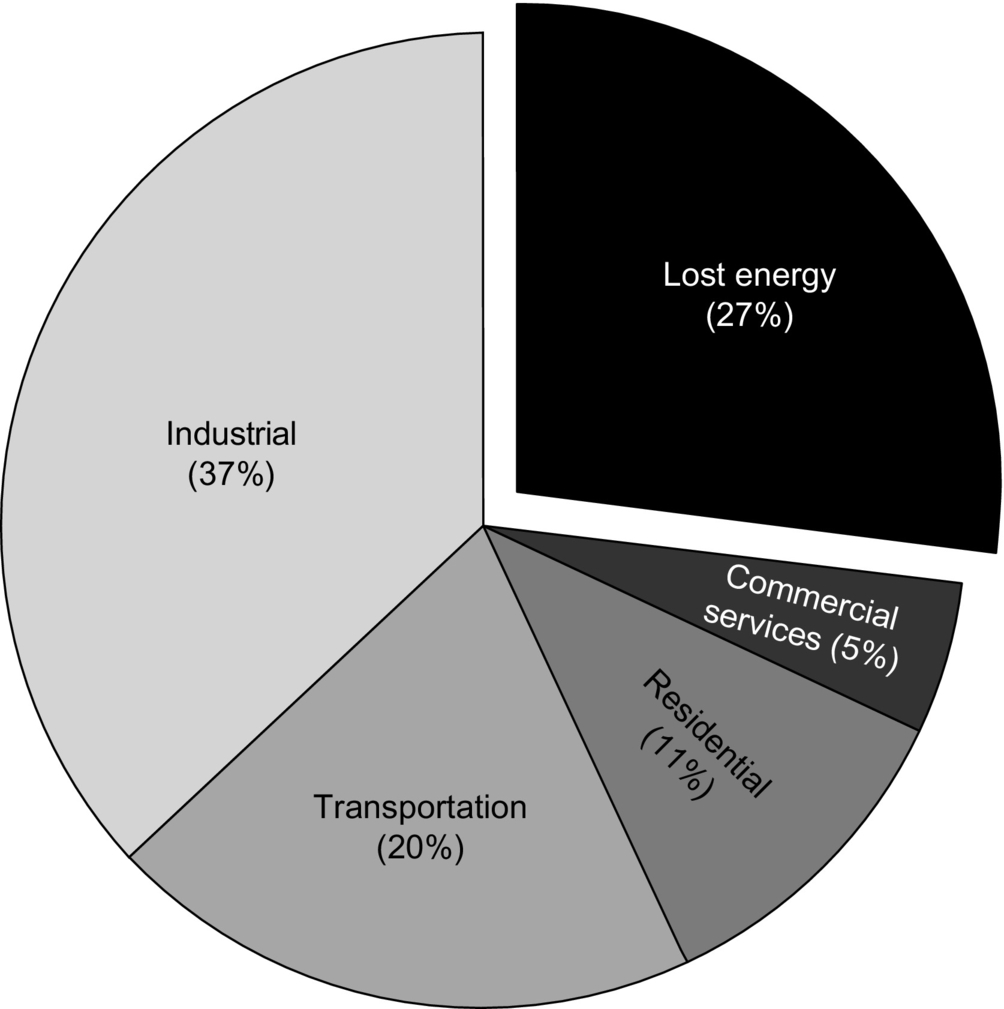 Lost energy
(27%)
Industrial
(37%)
Commercial
services (5%)
Residential
(11%)
Transportation
(20%)